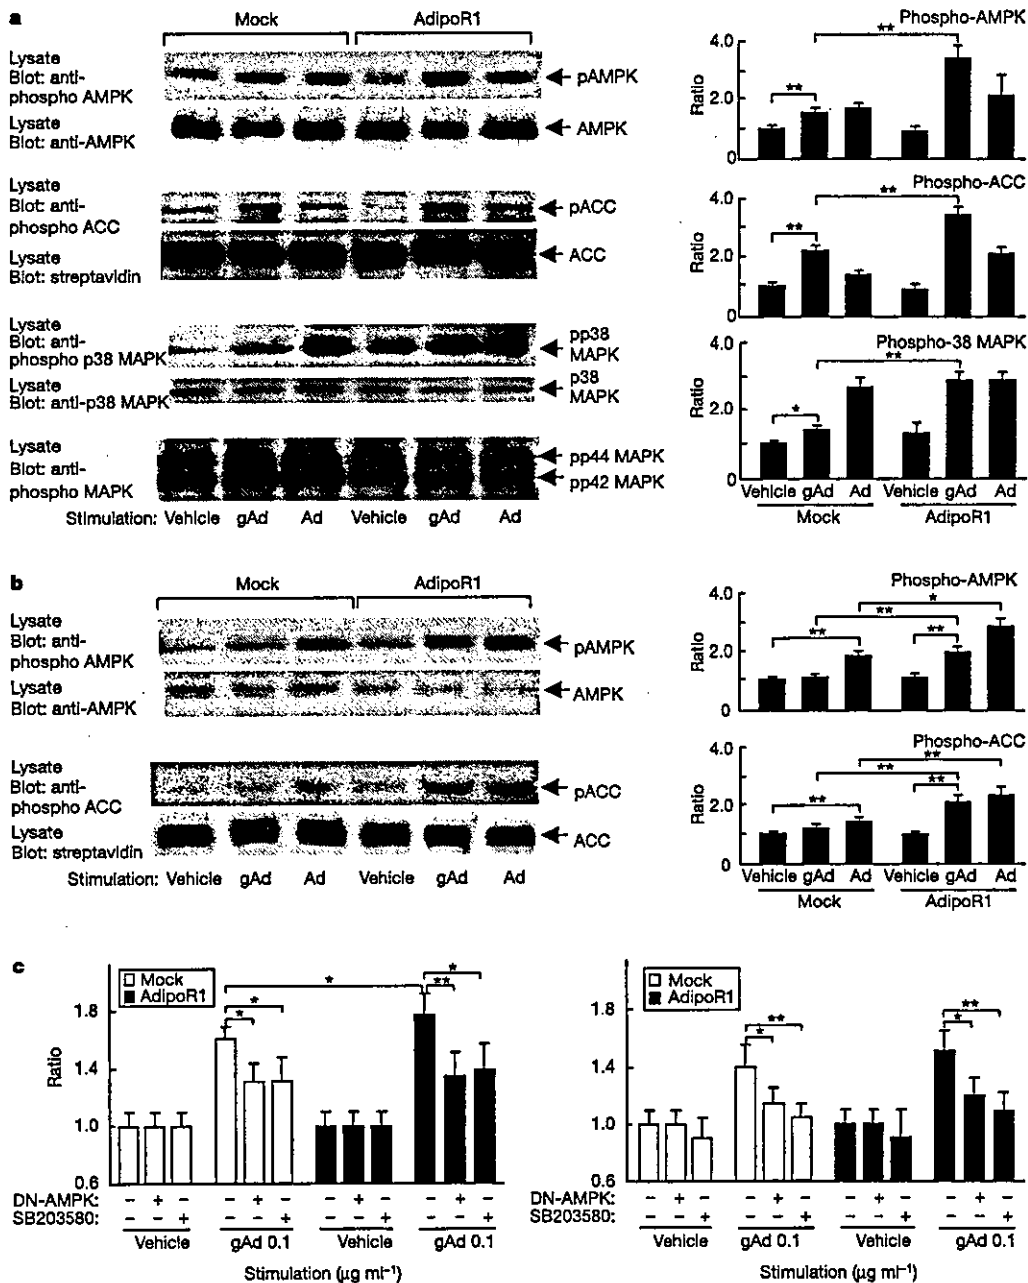 a
Mock AdipoR1
Lysate
Blot: anti-
phospho AMPK
pAMPK
Lysate
Blot: anti-AMPK
AMPK
Lysate
Blot: anti-
phospho ACC
pACC
Lysate
Blot: streptavidin
ACC
Lysate
Blot: anti-
phospho p38 MAPK
pp38
MAPK
Lysate
Blot: anti-p38 MAPK
p38
MAPK
Lysate
Blot: anti-
phospho MAPK
pp44 MAPK
pp42 MAPK
Stimulation: Vehicle gAd Ad Vehicle gAd Ad
Phospho-AMPK
4.0
**
Ratio
2.0
**
0
Phospho-ACC
4.0
**
Ratio
2.0
**
0
Phospho-38 MAPK
4.0
**
Ratio
2.0
*
0
Vehicle gAd Ad Vehicle gAd Ad
Mock AdipoR1
b
Mock AdipoR1
Lysate
Blot: anti-
phospho AMPK
pAMPK
Lysate
Blot: anti-AMPK
AMPK
Lysate
Blot: anti-
phospho ACC
pACC
Lysate
Blot: streptavidin
ACC
Stimulation: Vehicle gAd Ad Vehicle gAd Ad
Phospho-AMPK
4.0
*
**
** **
Ratio
2.0
0
Phospho-ACC
4.0
**
**
**
**
Ratio
2.0
0
Vehicle gAd Ad Vehicle gAd Ad
Mock AdipoR1
c
Mock
AdipoR1
* *
* * **
Ratio
1.8
1.4
1.0
0.6
DN-AMPK: – + – – + – – + – – + –
SB203580: – – + – – + – – + – – +
Vehicle gAd 0.1 Vehicle gAd 0.1
Stimulation (µg ml⁻¹)
Mock
AdipoR1
** **
* *
1.8
1.4
1.0
0.6
– + – – + – – + – – + –
– – + – – + – – + – – +
Vehicle gAd 0.1 Vehicle gAd 0.1
Stimulation (µg ml⁻¹)